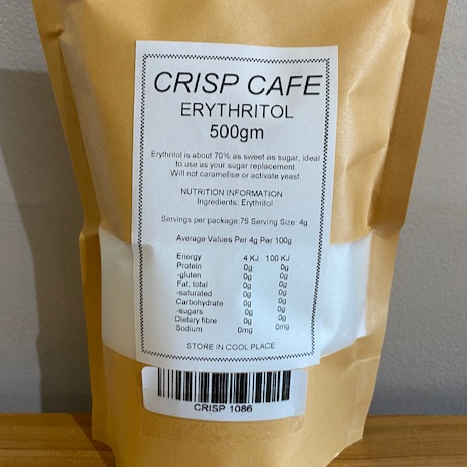 CRISP CAFE
ERYTHRITOL
500gm
Erythritol is about 70% as sweet as sugar, ideal
to use as your sugar replacement.
Will not caramelise or activate yeast.
NUTRITION INFORMATION
Ingredients: Erythritol
Servings per package:75 Serving Size: 4g
Average Values Per 4g Per 100g
Energy 4 KJ 100 KJ
Protein 0g 0g
-gluten 0g 0g
Fat, total 0g 0g
-saturated 0g 0g
Carbohydrate 0g 0g
-sugars 0g 0g
Dietary fibre 0g 0g
Sodium 0mg 0mg
STORE IN COOL PLACE
CRISP 1086